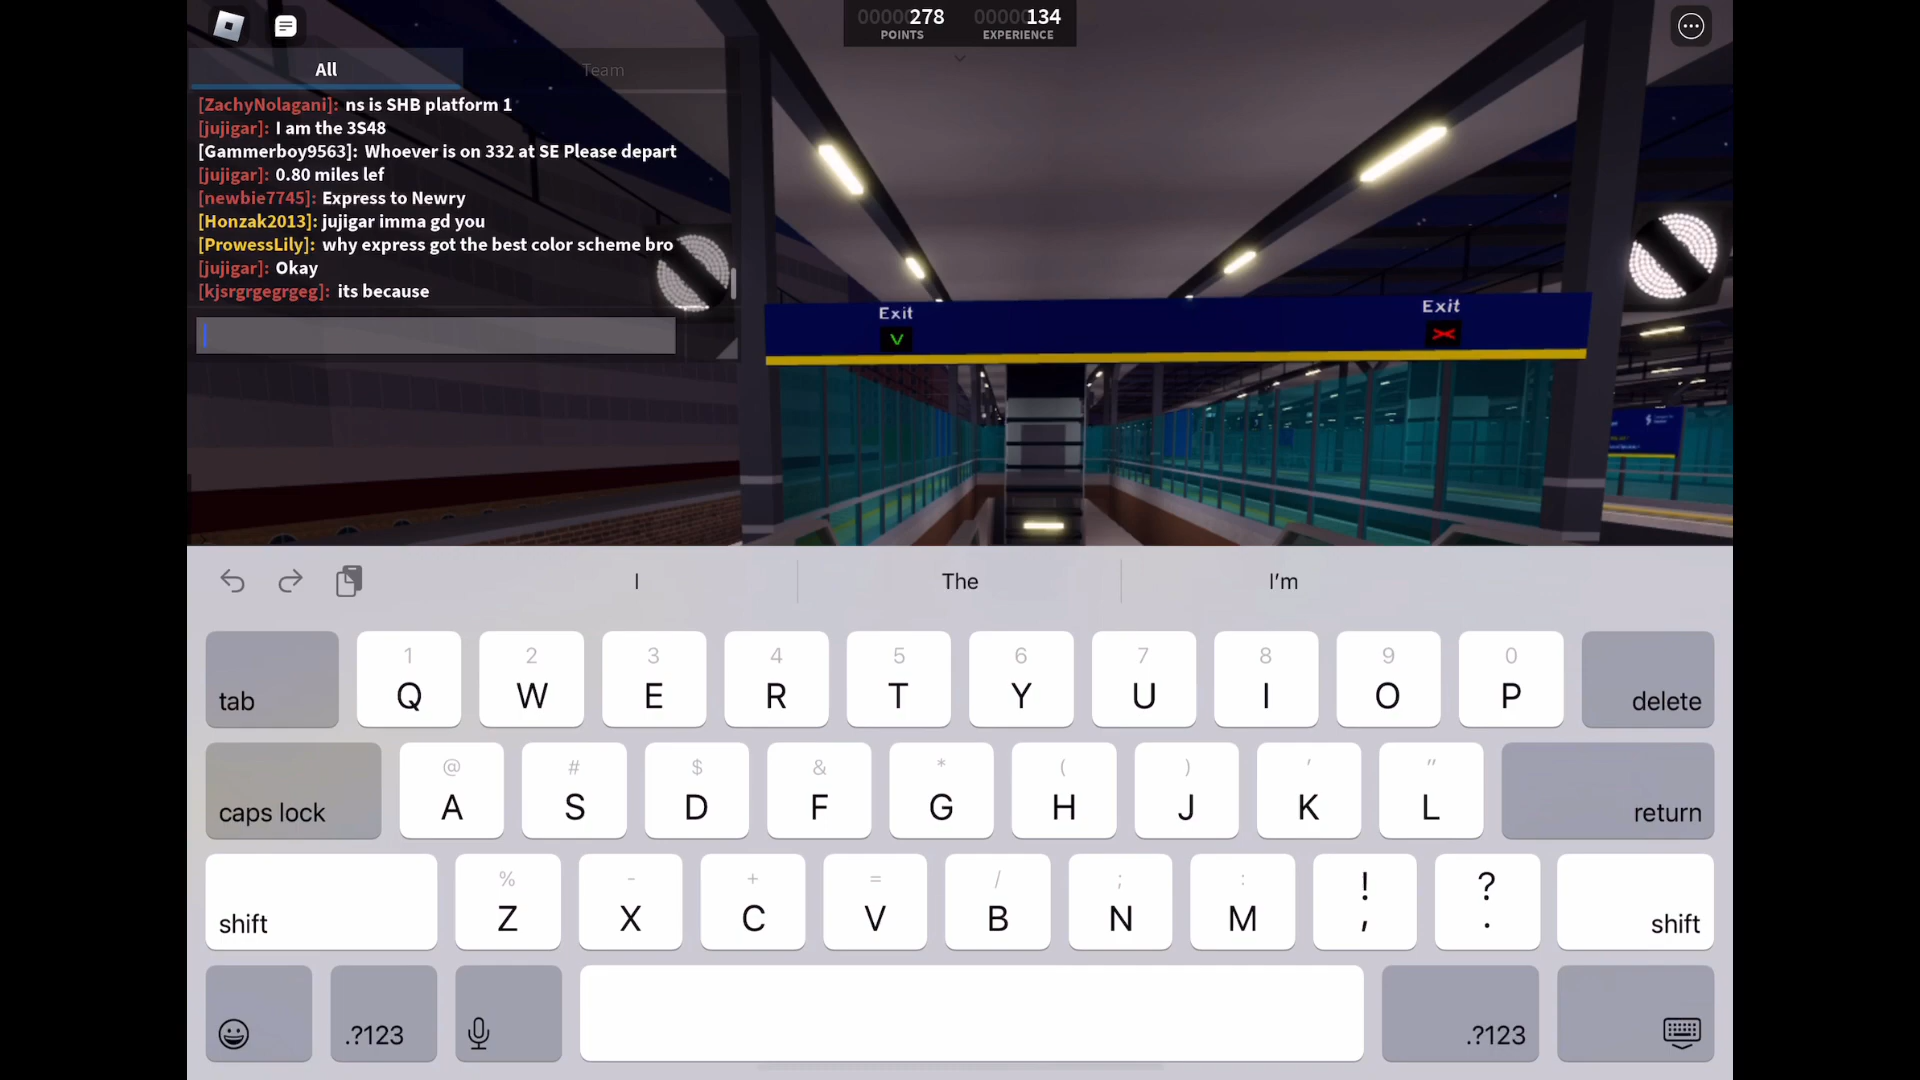 00000278 00000134
POINTS EXPERIENCE
All Team
[ZachyNolagani]: ns is SHB platform 1
[jujigar]: I am the 3S48
[Gammerboy9563]: Whoever is on 332 at SE Please depart
[jujigar]: 0.80 miles lef
[newbie7745]: Express to Newry
[Honzak2013]: jujigar imma gd you
[ProwessLily]: why express got the best color scheme bro
[jujigar]: Okay
[kjsrgrgegrgeg]: its because
Exit Exit
I The I’m
1 2 3 4 5 6 7 8 9 0
tab Q W E R T Y U I O P delete
@ # $ & * ( ) ' "
caps lock A S D F G H J K L return
% - + = / ; : ! ?
shift Z X C V B N M , . shift
.?123 .?123